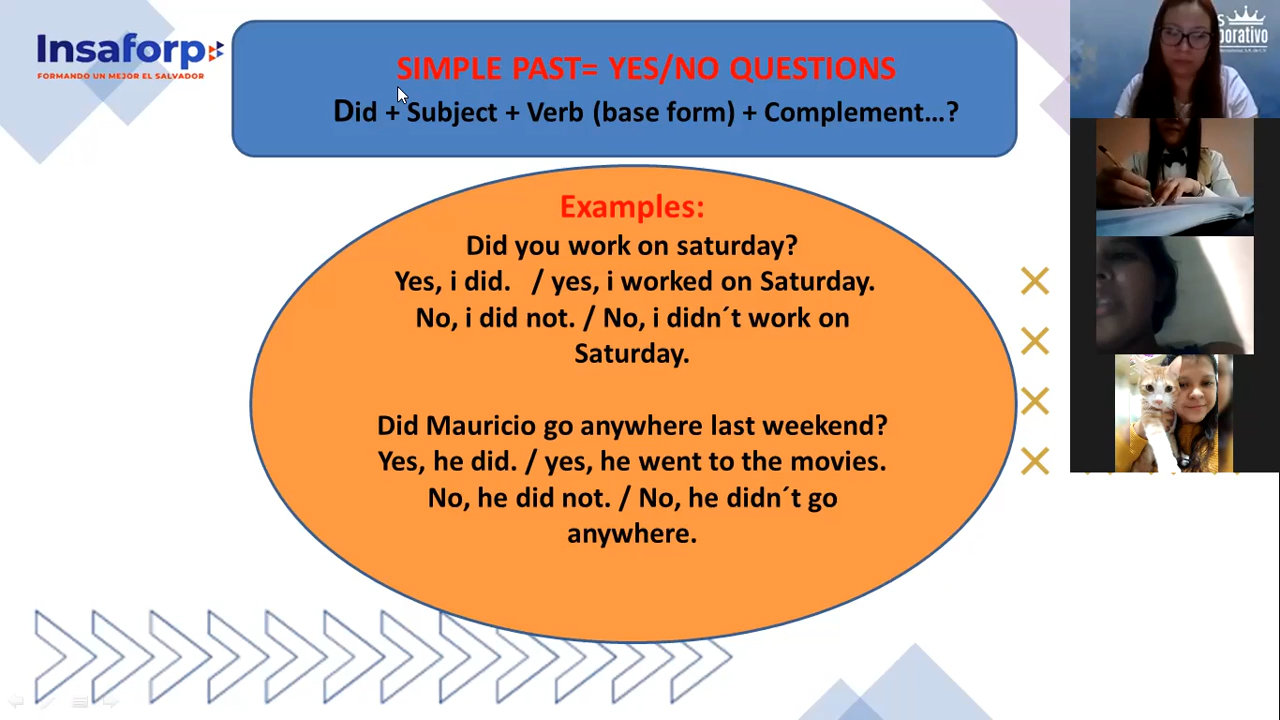 Insaforp
FORMANDO UN MEJOR EL SALVADOR
SIMPLE PAST= YES/NO QUESTIONS
Did + Subject + Verb (base form) + Complement...?
Examples:
Did you work on saturday?
Yes, i did.   / yes, i worked on Saturday.
No, i did not. / No, i didn´t work on
Saturday.
Did Mauricio go anywhere last weekend?
Yes, he did. / yes, he went to the movies.
No, he did not. / No, he didn´t go
anywhere.